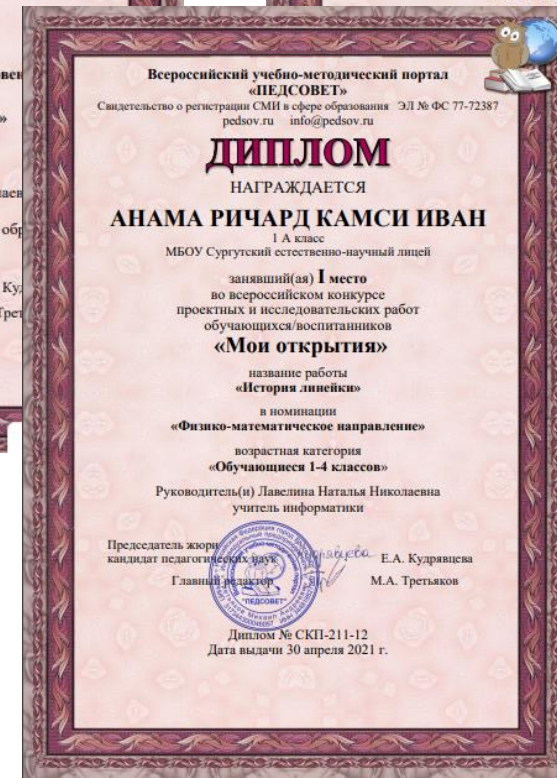 Всероссийский учебно-методический портал
«ПЕДСОВЕТ»
Свидетельство о регистрации СМИ в сфере образования ЭЛ № ФС 77-72387
pedsov.ru info@pedsov.ru
ДИПЛОМ
НАГРАЖДАЕТСЯ
АНАМА РИЧАРД КАМСИ ИВАН
1 А класс
МБОУ Сургутский естественно-научный лицей
занявший(ая) I место
во всероссийском конкурсе
проектных и исследовательских работ
обучающихся/воспитанников
«Мои открытия»
название работы
«История линейки»
в номинации
«Физико-математическое направление»
возрастная категория
«Обучающиеся 1-4 классов»
Руководитель(и) Лавелина Наталья Николаевна
учитель информатики
Председатель жюри
кандидат педагогических наук Е.А. Кудрявцева
Главный редактор М.А. Третьяков
"ПЕДСОВЕТ"
Диплом № СКП-211-12
Дата выдачи 30 апреля 2021 г.